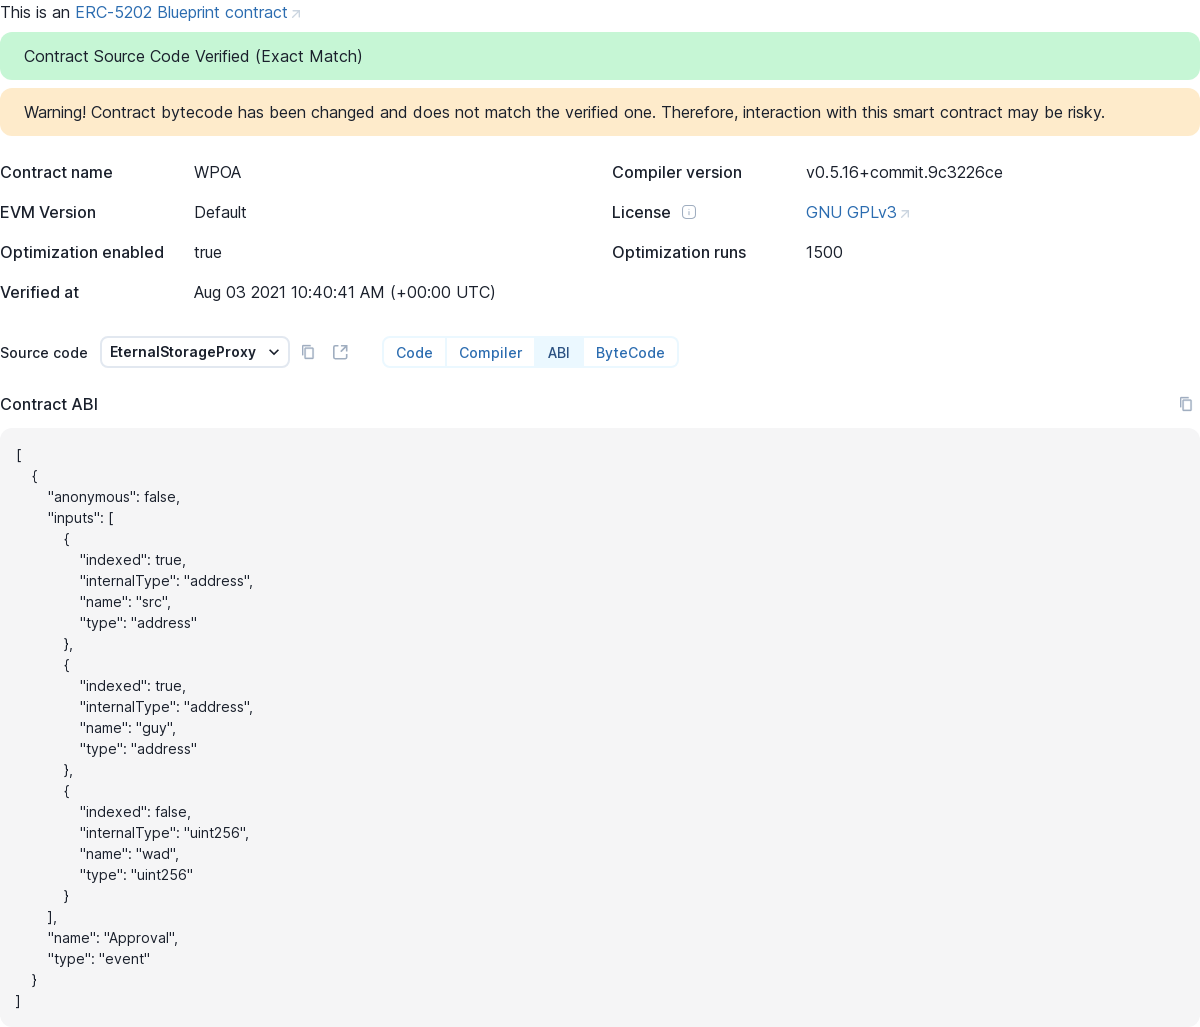 This is an ERC-5202 Blueprint contract
Contract Source Code Verified (Exact Match)
Warning! Contract bytecode has been changed and does not match the verified one. Therefore, interaction with this smart contract may be risky.
Contract name WPOA Compiler version v0.5.16+commit.9c3226ce
EVM Version Default License GNU GPLv3
Optimization enabled true Optimization runs 1500
Verified at Aug 03 2021 10:40:41 AM (+00:00 UTC)
Source code EternalStorageProxy Code Compiler ABI ByteCode
Contract ABI
[
    {
        "anonymous": false,
        "inputs": [
            {
                "indexed": true,
                "internalType": "address",
                "name": "src",
                "type": "address"
            },
            {
                "indexed": true,
                "internalType": "address",
                "name": "guy",
                "type": "address"
            },
            {
                "indexed": false,
                "internalType": "uint256",
                "name": "wad",
                "type": "uint256"
            }
        ],
        "name": "Approval",
        "type": "event"
    }
]